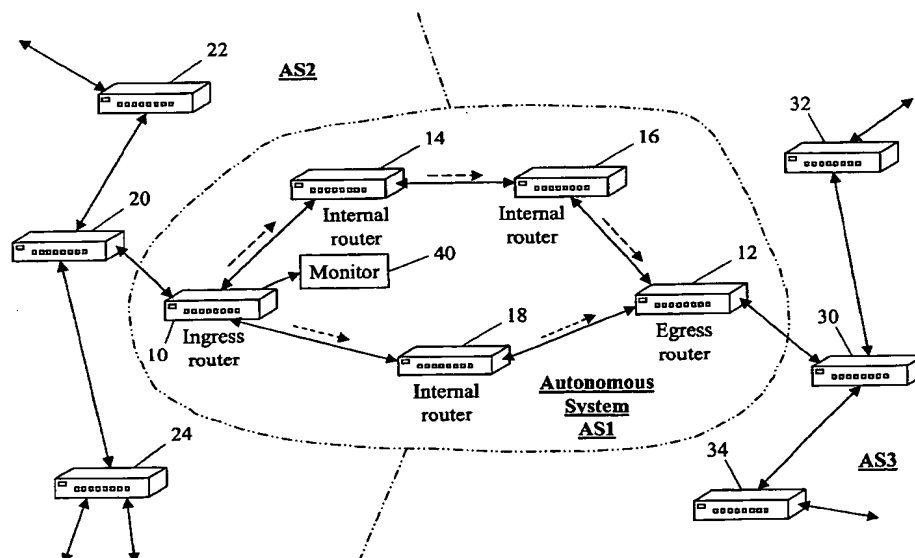 22
AS2
32
14
16
20
Internal
router
Internal
router
40
12
Monitor
10
Ingress
router
18
Egress
router
30
Internal
router
Autonomous
System
AS1
24
34
AS3